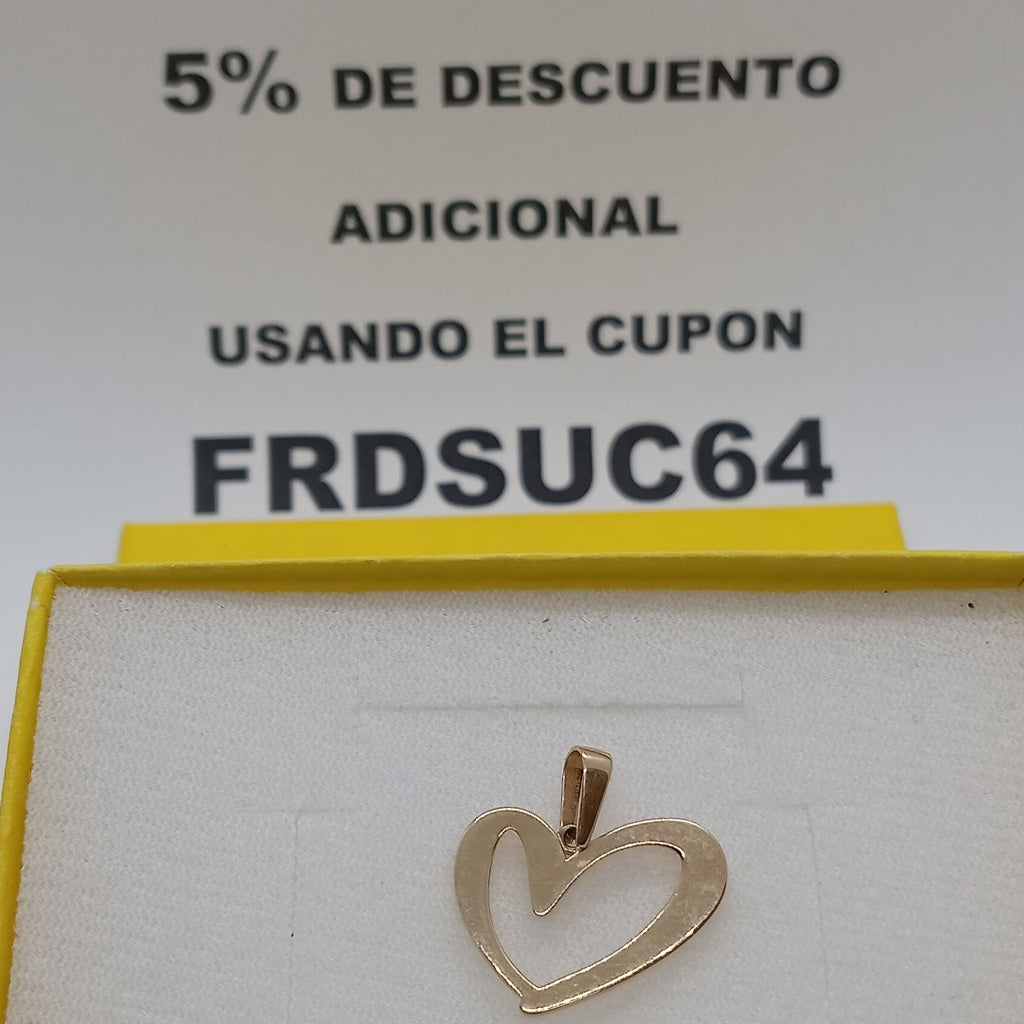 5% DE DESCUENTO
ADICIONAL
USANDO EL CUPON
FRDSUC64